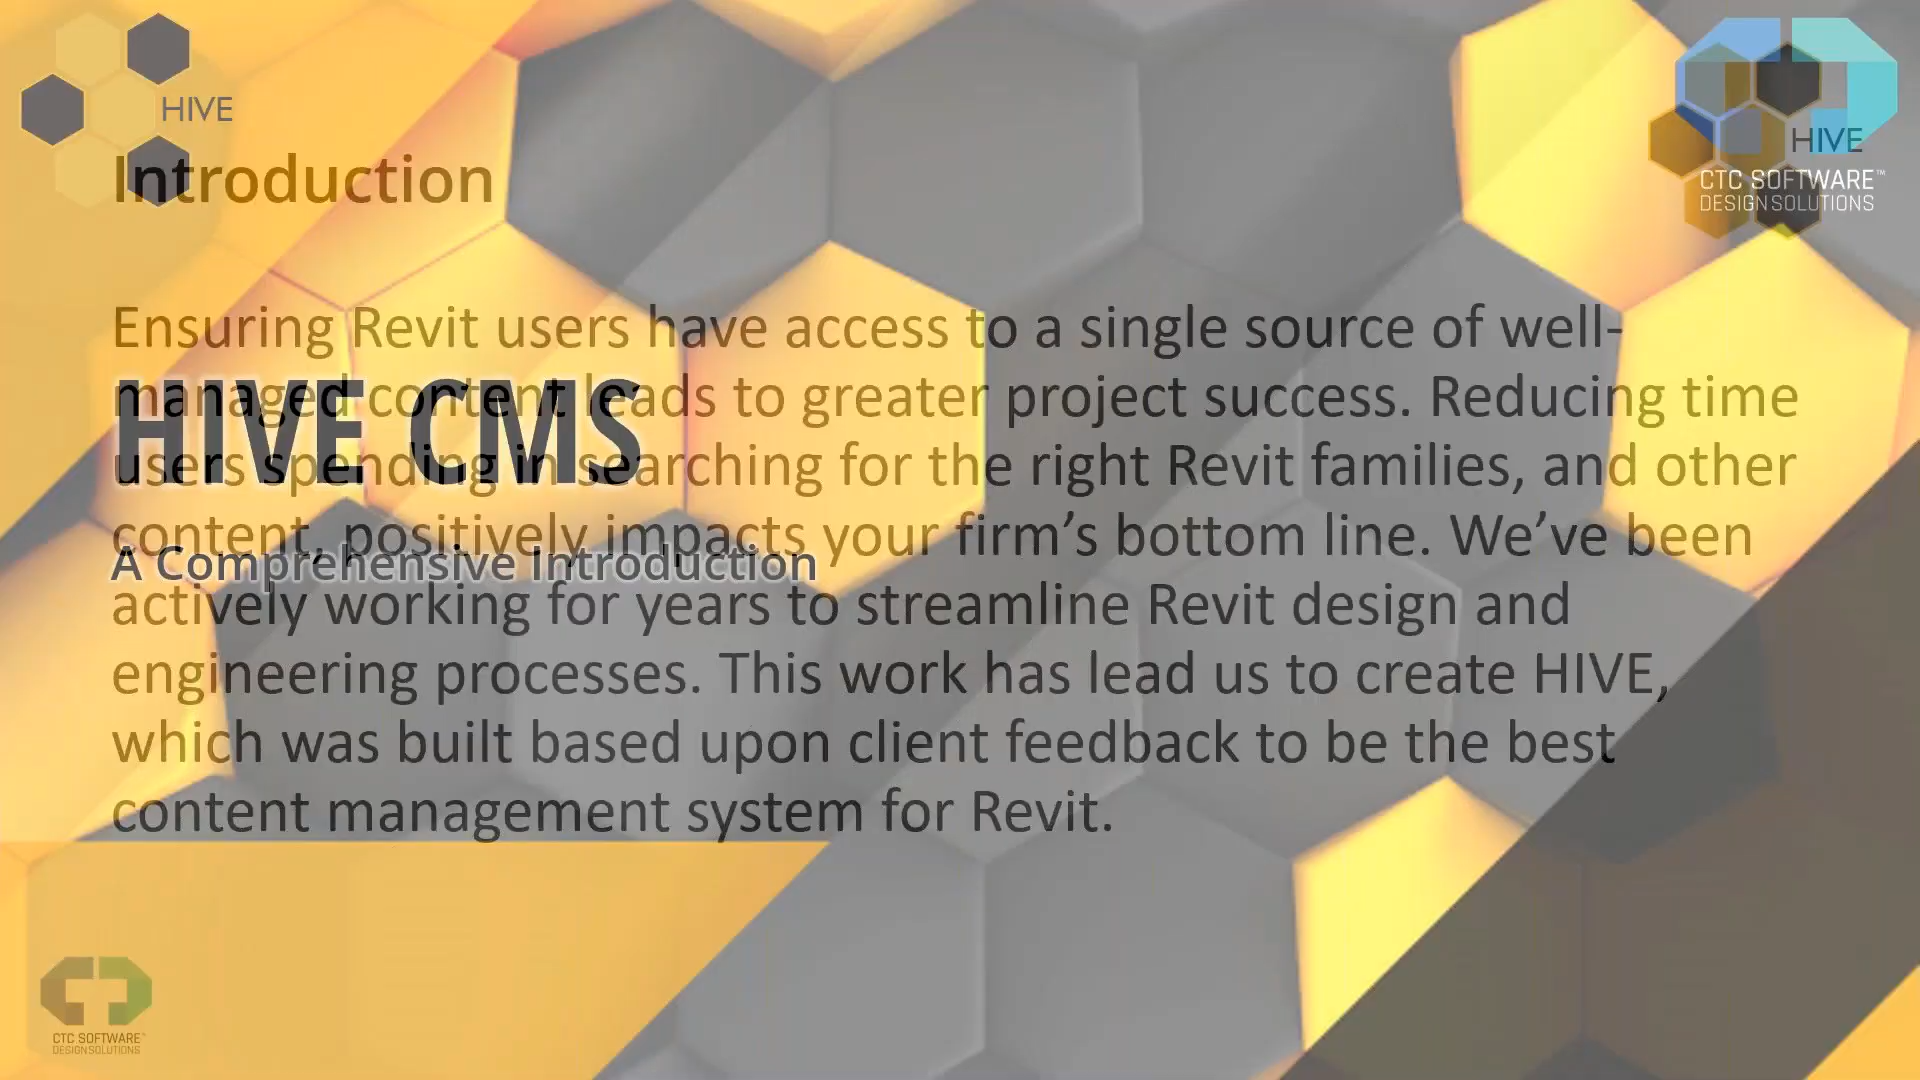 HIVE
HIVE
CTC SOFTWARE™
DESIGN SOLUTIONS
Introduction
Ensuring Revit users have access to a single source of well-
managed content leads to greater project success. Reducing time
users spending in searching for the right Revit families, and other
content, positively impacts your firm’s bottom line. We’ve been
actively working for years to streamline Revit design and
engineering processes. This work has lead us to create HIVE,
which was built based upon client feedback to be the best
content management system for Revit.
HIVE CMS
A Comprehensive Introduction
CTC SOFTWARE™
DESIGN SOLUTIONS